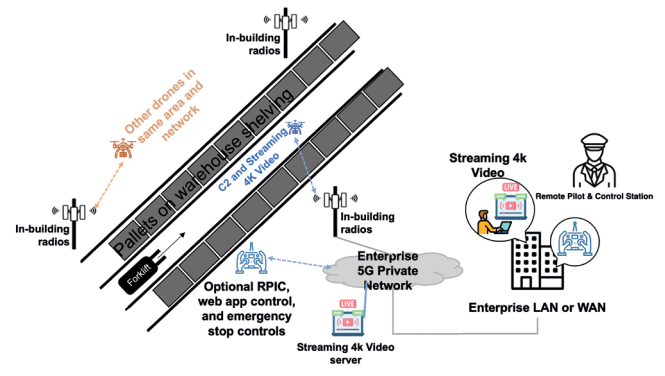 In-building
radios
Other drones in
same area and
network
Pallets on warehouse shelving
C2 and Streaming
4K Video
In-building
radios
Forklift
In-building
radios
Streaming 4k
Video
LIVE
Remote Pilot & Control Station
Optional RPIC,
web app control,
and emergency
stop controls
Enterprise
5G Private
Network
LIVE
Streaming 4k Video
server
Enterprise LAN or WAN